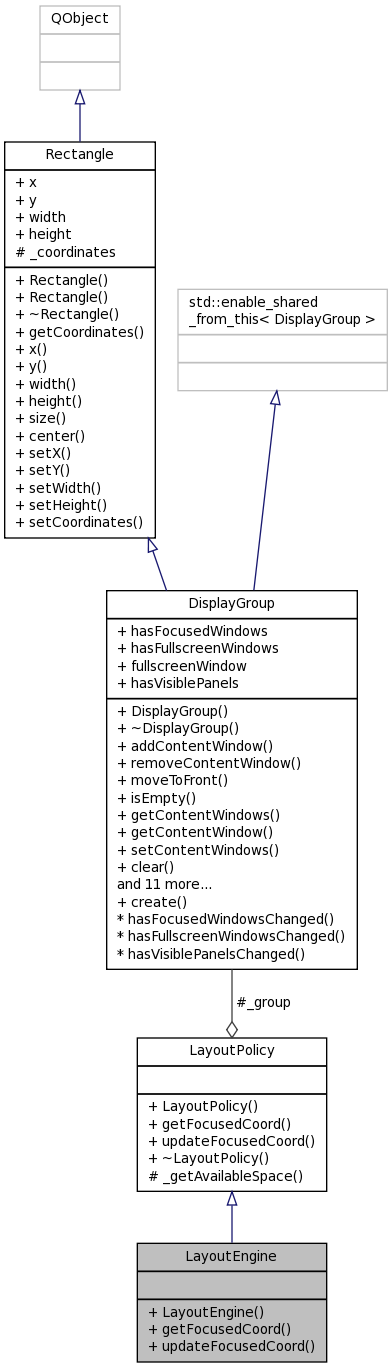 QObject
Rectangle
+ x
+ y
+ width
+ height
# _coordinates
+ Rectangle()
+ Rectangle()
+ ~Rectangle()
+ getCoordinates()
+ x()
+ y()
+ width()
+ height()
+ size()
+ center()
+ setX()
+ setY()
+ setWidth()
+ setHeight()
+ setCoordinates()
std::enable_shared
_from_this< DisplayGroup >
DisplayGroup
+ hasFocusedWindows
+ hasFullscreenWindows
+ fullscreenWindow
+ hasVisiblePanels
+ DisplayGroup()
+ ~DisplayGroup()
+ addContentWindow()
+ removeContentWindow()
+ moveToFront()
+ isEmpty()
+ getContentWindows()
+ getContentWindow()
+ setContentWindows()
+ clear()
and 11 more...
+ create()
* hasFocusedWindowsChanged()
* hasFullscreenWindowsChanged()
* hasVisiblePanelsChanged()
#_group
LayoutPolicy
+ LayoutPolicy()
+ getFocusedCoord()
+ updateFocusedCoord()
+ ~LayoutPolicy()
# _getAvailableSpace()
LayoutEngine
+ LayoutEngine()
+ getFocusedCoord()
+ updateFocusedCoord()